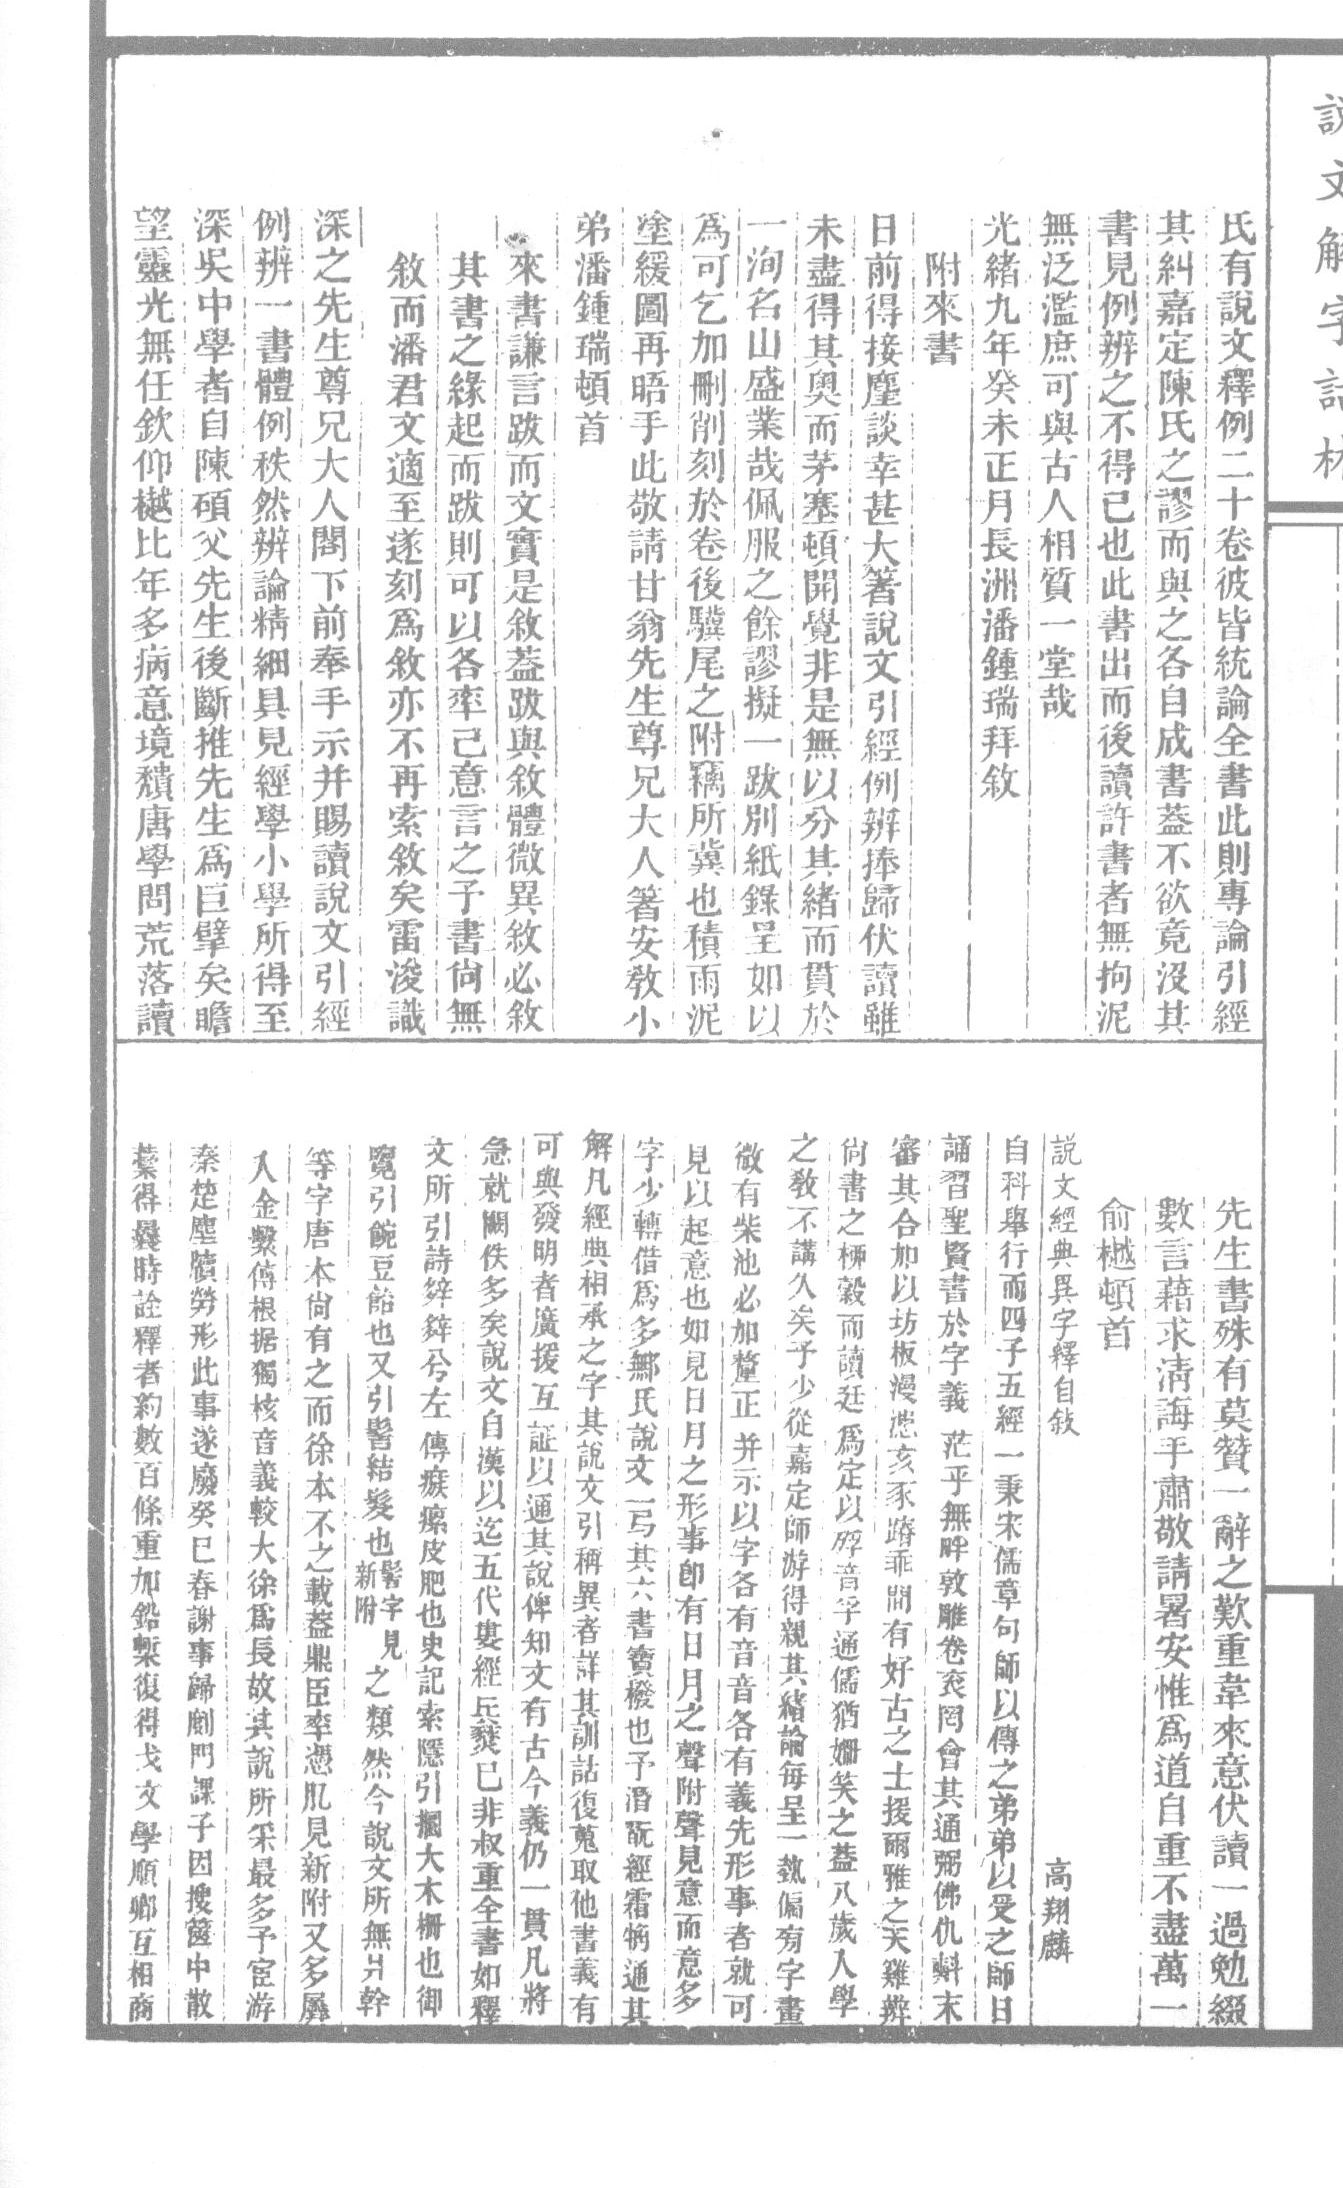 說文解字詁林
氏有說文釋例二十卷彼皆統論全書此則專論引經
其糾嘉定陳氏之謬而與之各自成書蓋不欲竟沒其
書見例辨之不得已也此書出而後讀許書者無拘泥
無泛濫庶可與古人相質一堂哉
光緒九年癸未正月長洲潘鍾瑞拜敘
附來書
日前得接塵談幸甚大箸說文引經例辨捧歸伏讀雖
未盡得其奧而茅塞頓開覺非是無以分其緒而貫於
一洵名山盛業哉佩服之餘謬擬一跋別紙錄呈如以
爲可乞加刪削刻於卷後驥尾之附竊所冀也積雨泥
塗緩圖再晤手此敬請甘翁先生尊兄大人箸安教小
弟潘鍾瑞頓首
來書謙言跋而文實是敘蓋跋與敘體微異敘必敘
其書之緣起而跋則可以各率己意言之予書尙無
敘而潘君文適至遂刻爲敘亦不再索敘矣雷浚識
深之先生尊兄大人閣下前奉手示并賜讀說文引經
例辨一書體例秩然辨論精細具見經學小學所得至
深吳中學者自陳碩父先生後斷推先生爲巨擘矣瞻
望靈光無任欽仰樾比年多病意境穨唐學問荒落讀
先生書殊有莫贊一辭之歎重韋來意伏讀一過勉綴
數言藉求淸誨手肅敬請暑安惟爲道自重不盡萬一
俞樾頓首
說文經典異字釋自敍　高翔麟
自科舉行而四子五經一秉宋儒章句師以傳之弟弟以受之師日
誦習聖賢書於字義茫乎無畔敦雕卷衮罔會其通弼佛仇㪺末
審其合加以坊板漫漶亥豕踳乖間有好古之士援爾雅之天雞辨
尙書之桺穀而讀廷爲定以孵音孚通儒猶姍笑之蓋八歲入學
之教不講久矣予少從嘉定師游得親其緒論每呈一埶偏旁字畫
微有柴池必加釐正并示以字各有音音各有義先形事者就可
見以起意也如見日月之形事卽有日月之聲附聲見意而意多
字少轉借爲多鄦氏說文一㢧其六書寶橃也予潛翫經霜犓通其
解凡經典相承之字其說文引稱異者詳其訓詁復蒐取他書義有
可與發明者廣援互証以通其說俾知文有古今義仍一貫凡將
急就闕佚多矣說文自漢以迄五代婁經兵燹已非叔重全書如釋
文所引詩辥辥兮左傳瘯瘰皮肥也史記索隱引橺大木柵也御
覽引豌豆飴也又引髻結髮也髻字見新附之類然今說文所無爿幹
等字唐本尙有之而徐本不之載蓋鼎臣率憑肊見新附又多羼
入金繫傳根据獨核音義較大徐爲長故其說所采最多予宦游
秦楚塵牘勞形此事遂廢癸巳春謝事歸劚門課子因搜篋中散
藁得曩時詮釋者約數百條重加鉛槧復得戈文學順卿互相商